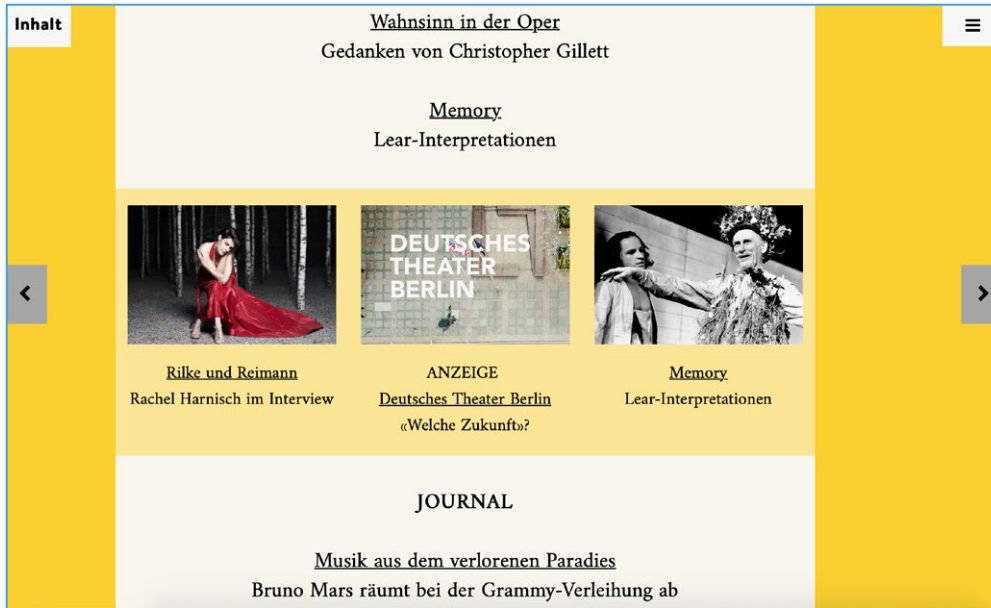 Inhalt
Wahnsinn in der Oper
Gedanken von Christopher Gillett
Memory
Lear-Interpretationen
DEUTSCHES
THEATER
BERLIN
Rilke und Reimann
Rachel Harnisch im Interview
ANZEIGE
Deutsches Theater Berlin
«Welche Zukunft»?
Memory
Lear-Interpretationen
JOURNAL
Musik aus dem verlorenen Paradies
Bruno Mars räumt bei der Grammy-Verleihung ab